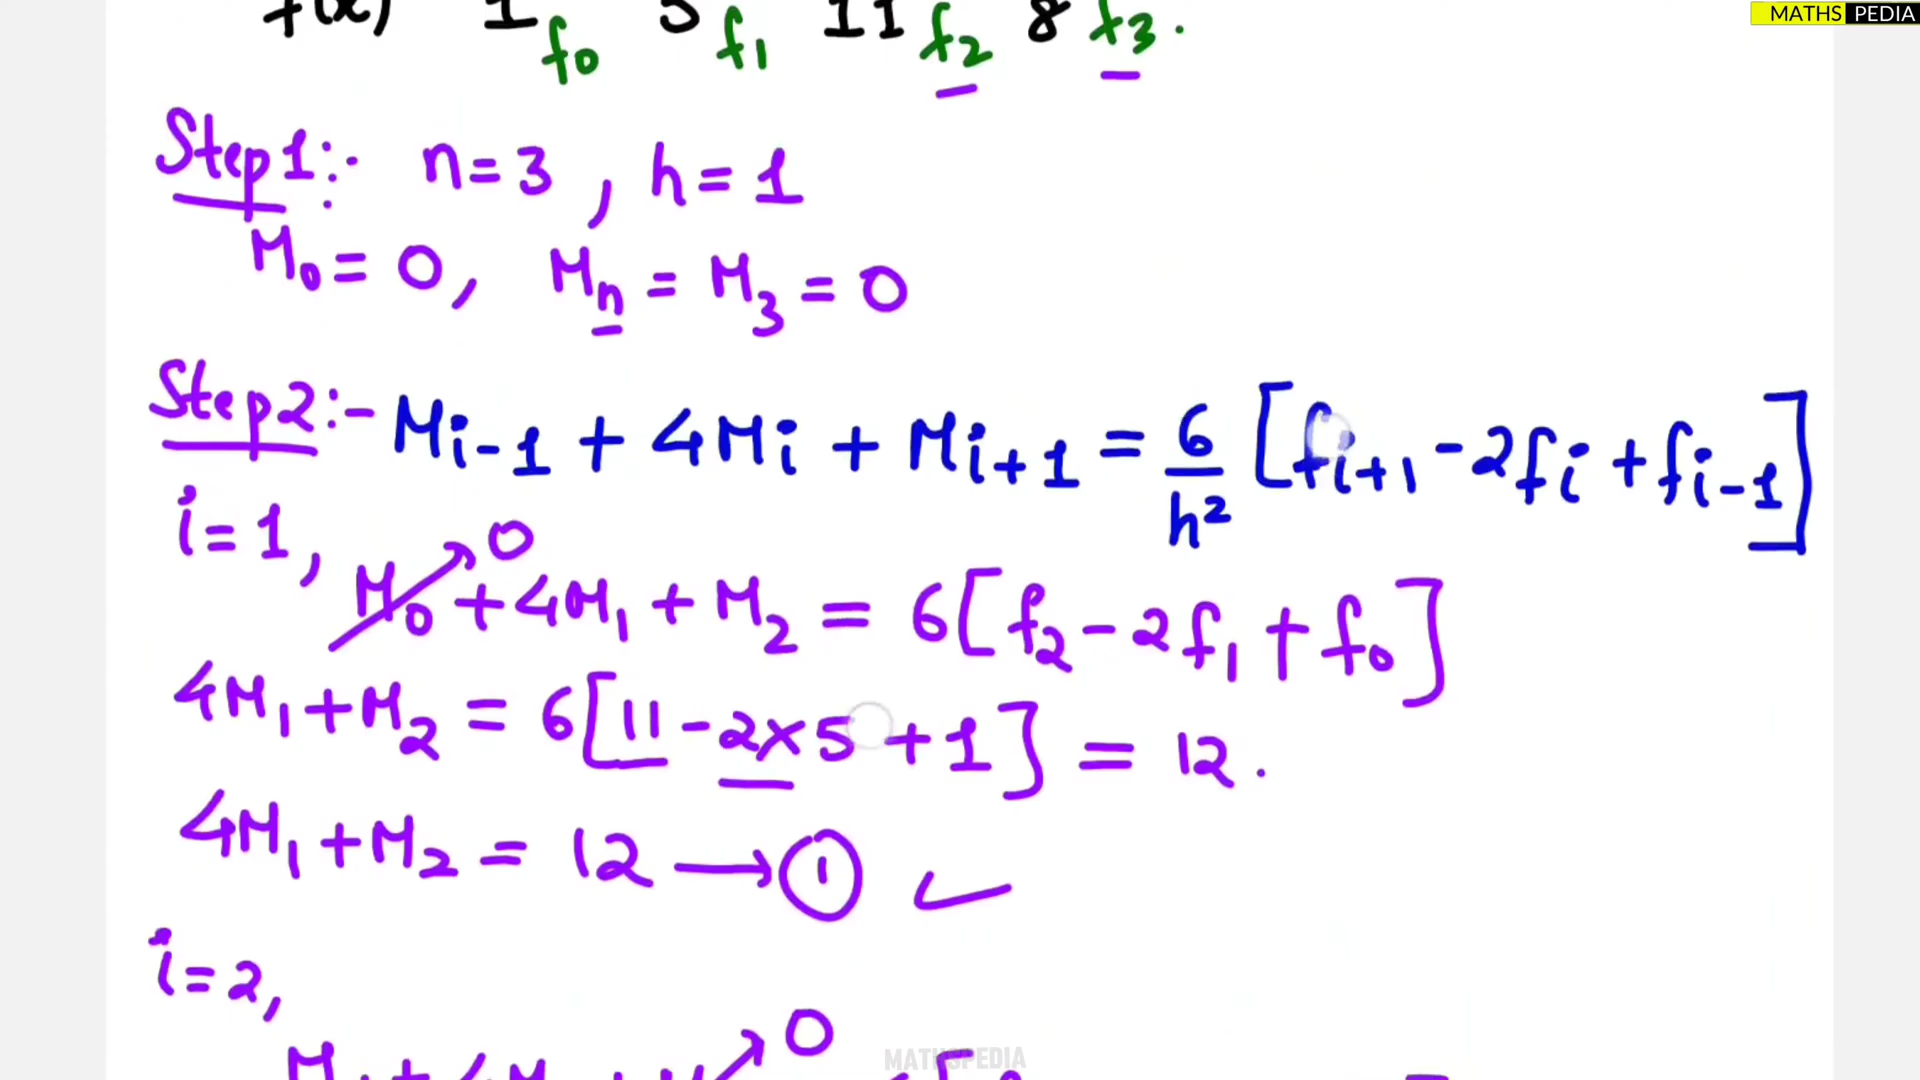 MATHS PEDIA
f(x) 1 f₀ 5 f₁ 11 f₂ 8 f₃.
Step1:- n=3 , h=1
M₀=0, Mₙ = M₃ = 0
Step2:- Mᵢ₋₁ + 4Mᵢ + Mᵢ₊₁ = 6/h² [fᵢ₊₁ -2fᵢ + fᵢ₋₁]
i=1,
M₀ → 0 +4M₁ + M₂ = 6[f₂ - 2f₁ + f₀]
4M₁+M₂ = 6[11 - 2×5 +1] = 12.
4M₁+M₂ = 12 → ①
i=2,
0
MATHSPEDIA